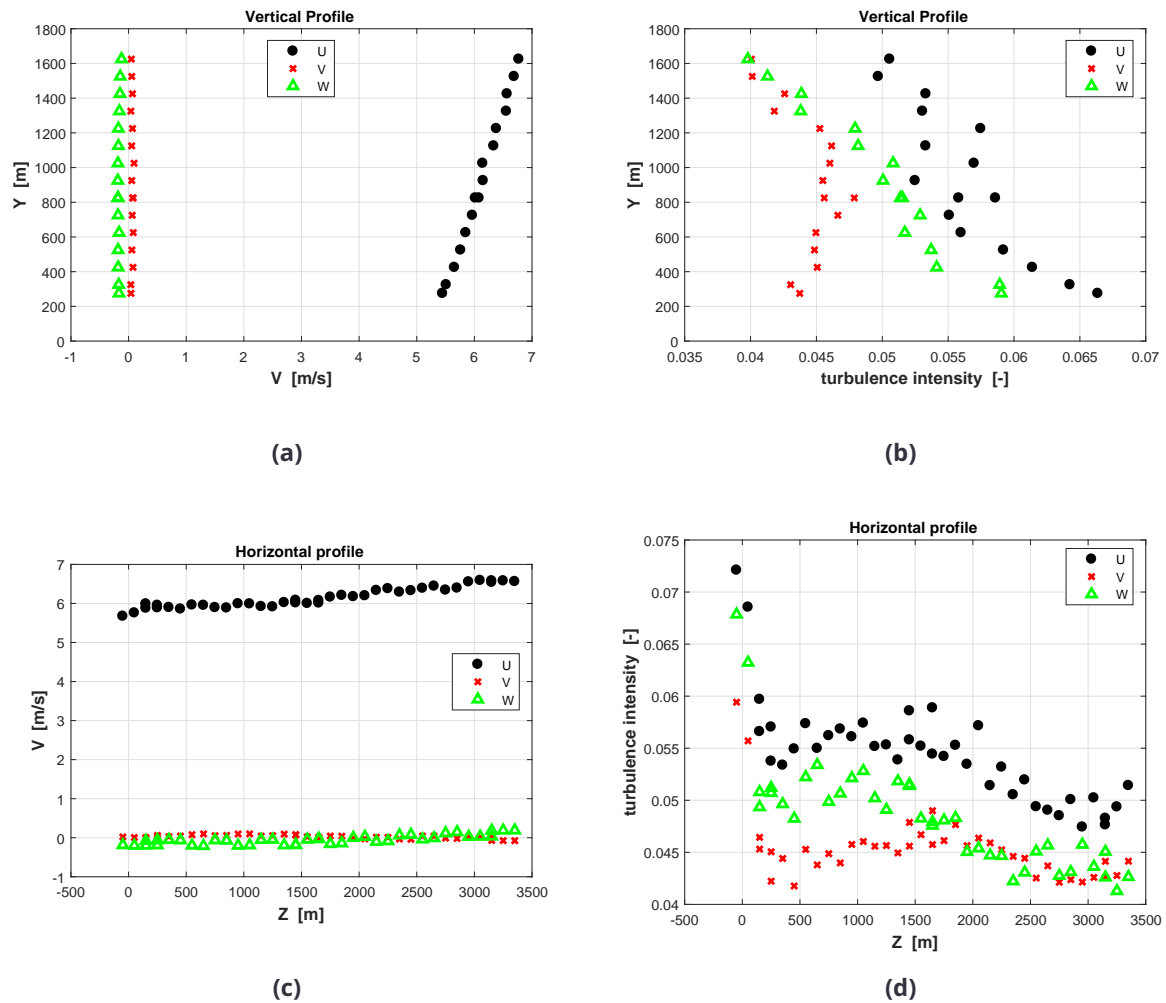 Vertical Profile
1800
1600
1400
1200
1000
800
600
400
200
0
Y [m]
-1 0 1 2 3 4 5 6 7
V [m/s]
U
V
W
(a)
Vertical Profile
1800
1600
1400
1200
1000
800
600
400
200
0
Y [m]
0.035 0.04 0.045 0.05 0.055 0.06 0.065 0.07
turbulence intensity [-]
U
V
W
(b)
Horizontal profile
7
6
5
4
3
2
1
0
-1
V [m/s]
-500 0 500 1000 1500 2000 2500 3000 3500
Z [m]
U
V
W
(c)
Horizontal profile
0.075
0.07
0.065
0.06
0.055
0.05
0.045
0.04
turbulence intensity [-]
-500 0 500 1000 1500 2000 2500 3000 3500
Z [m]
U
V
W
(d)